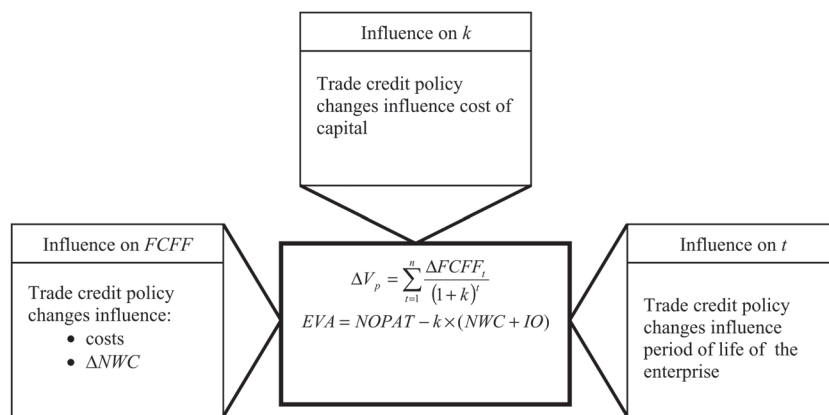 Influence on k
Trade credit policy
changes influence cost of
capital
Influence on FCFF
Trade credit policy
changes influence:
• costs
• ΔNWC
ΔV_p = \sum_{t=1}^{n} \frac{ΔFCFF_t}{(1+k)^t}
EVA = NOPAT − k × (NWC + IO)
Influence on t
Trade credit policy
changes influence
period of life of the
enterprise